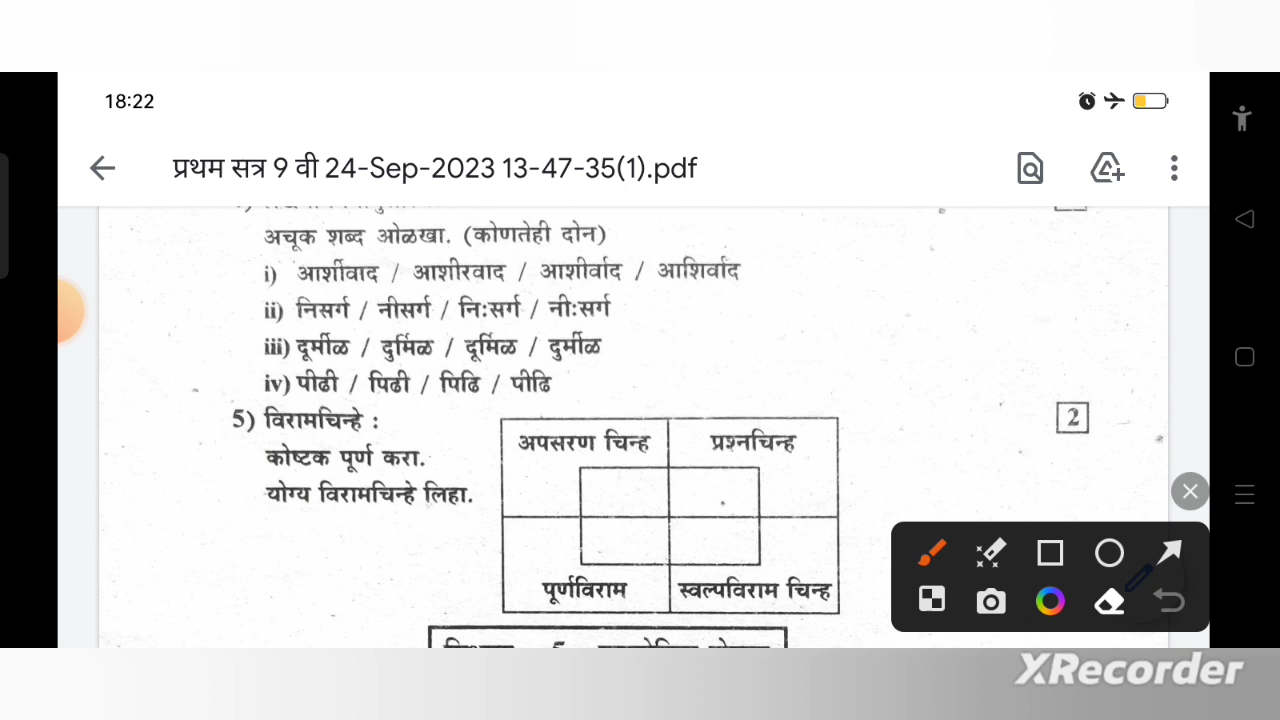 18:22
प्रथम सत्र 9 वी 24-Sep-2023 13-47-35(1).pdf
अचूक शब्द ओळखा. (कोणतेही दोन)
i) आर्शीवाद / आशीरवाद / आशीर्वाद / आशिर्वाद
ii) निसर्ग / नीसर्ग / निःसर्ग / नीःसर्ग
iii) दूर्मीळ / दुर्मिळ / दूर्मिळ / दुर्मीळ
iv) पीढी / पिढी / पिढि / पीढि
5) विरामचिन्हे :
2
कोष्टक पूर्ण करा.
योग्य विरामचिन्हे लिहा.
अपसरण चिन्ह प्रश्नचिन्ह
पूर्णविराम स्वल्पविराम चिन्ह
XRecorder